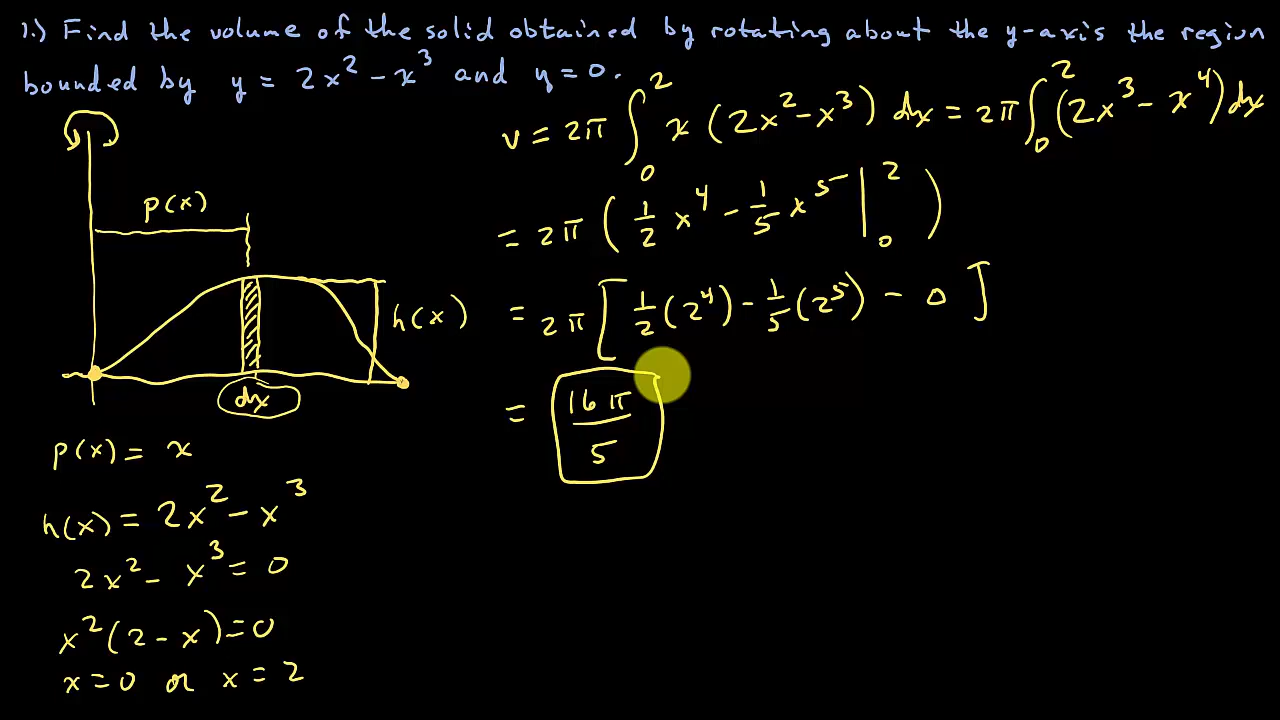 1.) Find the volume of the solid obtained by rotating about the y-axis the region
bounded by y = 2x² - x³ and y = 0.
V = 2π ∫₀² x (2x² - x³) dx = 2π ∫₀² (2x³ - x⁴) dx
= 2π ( 1/2 x⁴ - 1/5 x⁵ |₀² )
= 2π [ 1/2 (2⁴) - 1/5 (2⁵) - 0 ]
= 16π/5
p(x)
h(x)
dx
p(x) = x
h(x) = 2x² - x³
2x² - x³ = 0
x² (2 - x) = 0
x = 0 or x = 2